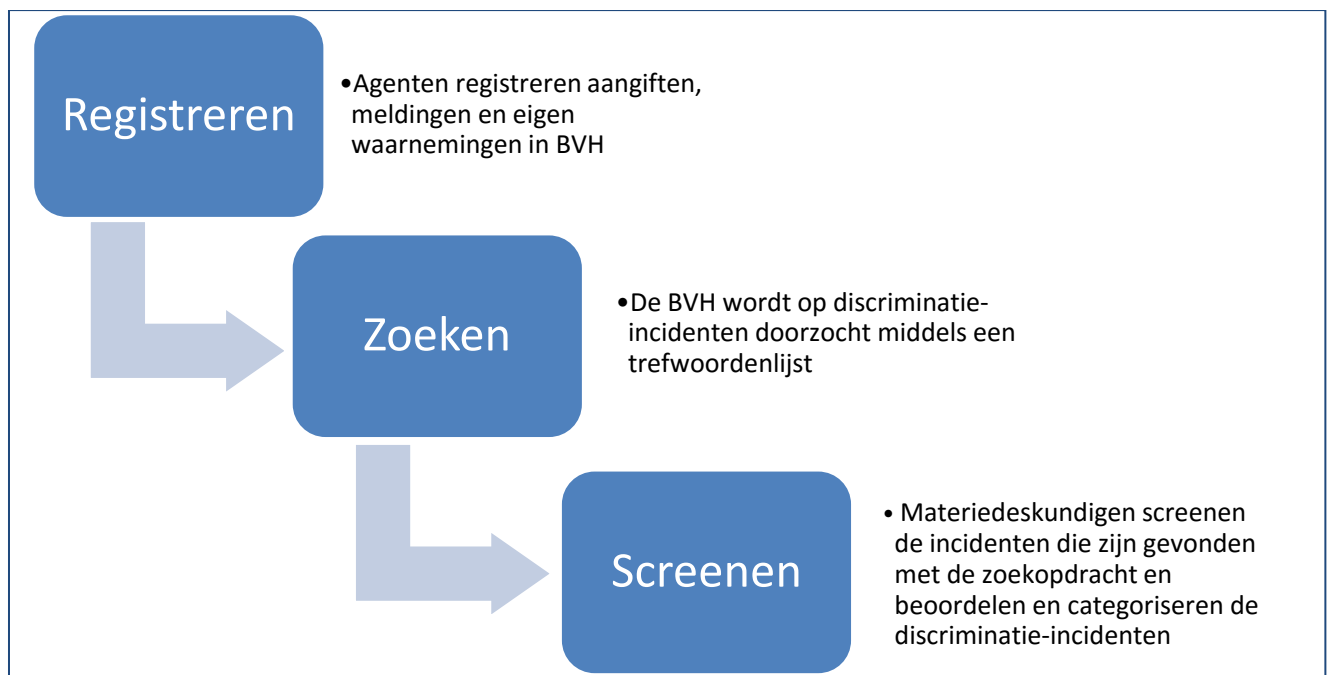 Registreren
•Agenten registreren aangiften,
meldingen en eigen
waarnemingen in BVH
Zoeken
•De BVH wordt op discriminatie-
incidenten doorzocht middels een
trefwoordenlijst
Screenen
• Materiedeskundigen screenen
de incidenten die zijn gevonden
met de zoekopdracht en
beoordelen en categoriseren de
discriminatie-incidenten